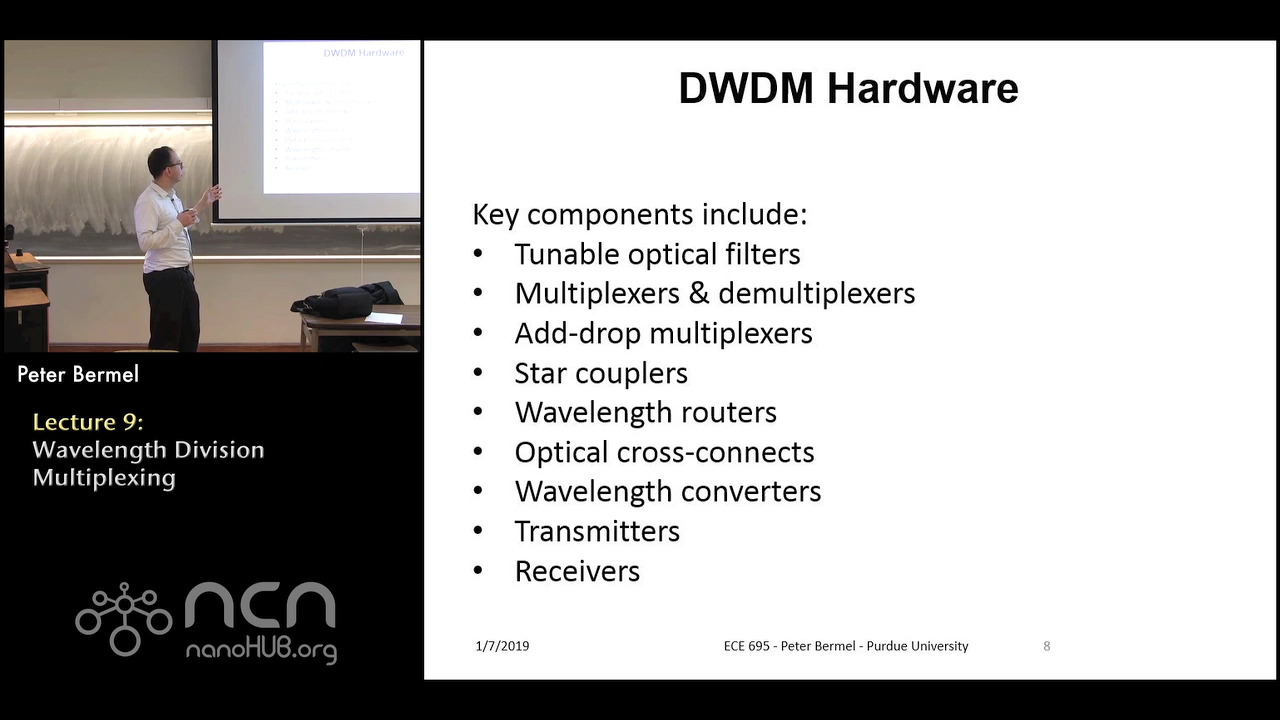 DWDM Hardware
DWDM Hardware
Key components include:
• Tunable optical filters
• Multiplexers & demultiplexers
• Add-drop multiplexers
• Star couplers
• Wavelength routers
• Optical cross-connects
• Wavelength converters
• Transmitters
• Receivers
1/7/2019 ECE 695 - Peter Bermel - Purdue University 8
Peter Bermel
Lecture 9:
Wavelength Division
Multiplexing
ncn
nanoHUB.org